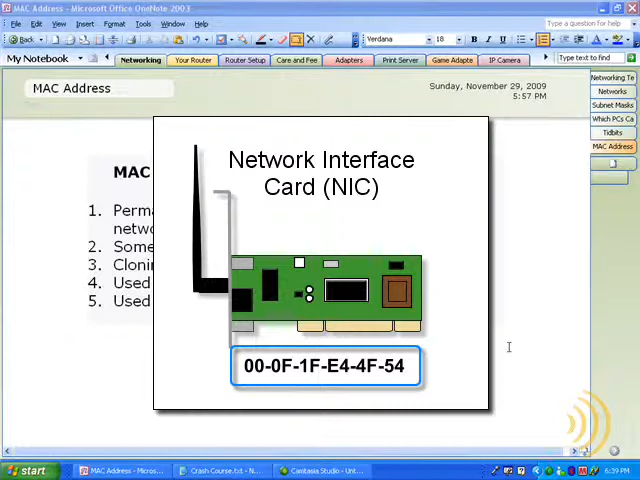 MAC Address - Microsoft Office OneNote 2003
File Edit View Insert Format Tools Window Help
Type a question for help
Back
Verdana
18
B I U
My Notebook
Networking
Your Router
Router Setup
Care and Fee
Adapters
Print Server
Game Adapte
IP Camera
Type text to find
MAC Address
Sunday, November 29, 2009
5:57 PM
Networking Te
Networks
Subnet Masks
Which PCs Ca
Tidbits
MAC Address
Network Interface
Card (NIC)
MAC
1. Perma
netwo
2. Some
3. Cloni
4. Used
5. Used
00-0F-1F-E4-4F-54
start
MAC Address - Micros...
Crash Course.txt - N...
Camtasia Studio - Unt...
6:39 PM